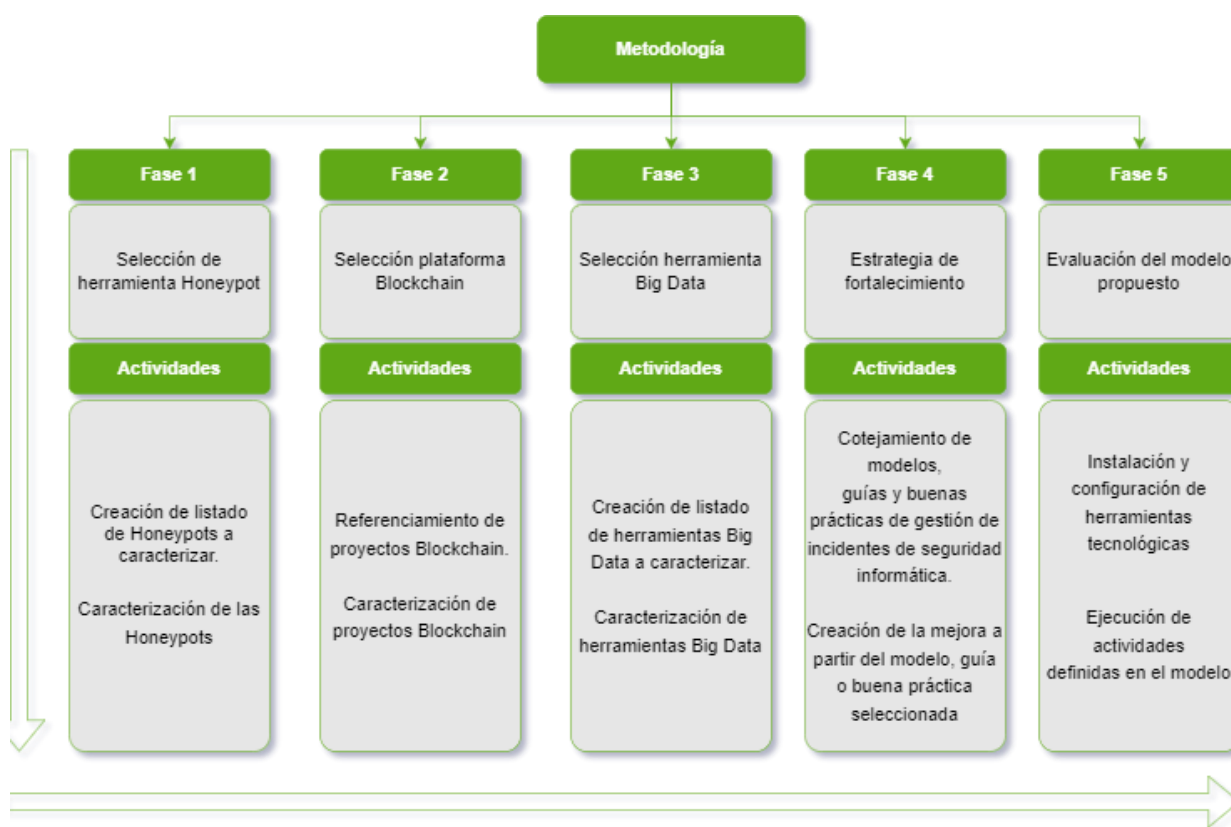 Metodología
Fase 1
Selección de
herramienta Honeypot
Actividades
Creación de listado
de Honeypots a
caracterizar.
Caracterización de las
Honeypots
Fase 2
Selección plataforma
Blockchain
Actividades
Referenciamiento de
proyectos Blockchain.
Caracterización de
proyectos Blockchain
Fase 3
Selección herramienta
Big Data
Actividades
Creación de listado
de herramientas Big
Data a caracterizar.
Caracterización de
herramientas Big Data
Fase 4
Estrategia de
fortalecimiento
Actividades
Cotejamiento de
modelos,
guías y buenas
prácticas de gestión de
incidentes de seguridad
informática.
Creación de la mejora a
partir del modelo, guía
o buena práctica
seleccionada
Fase 5
Evaluación del modelo
propuesto
Actividades
Instalación y
configuración de
herramientas
tecnológicas
Ejecución de
actividades
definidas en el modelo